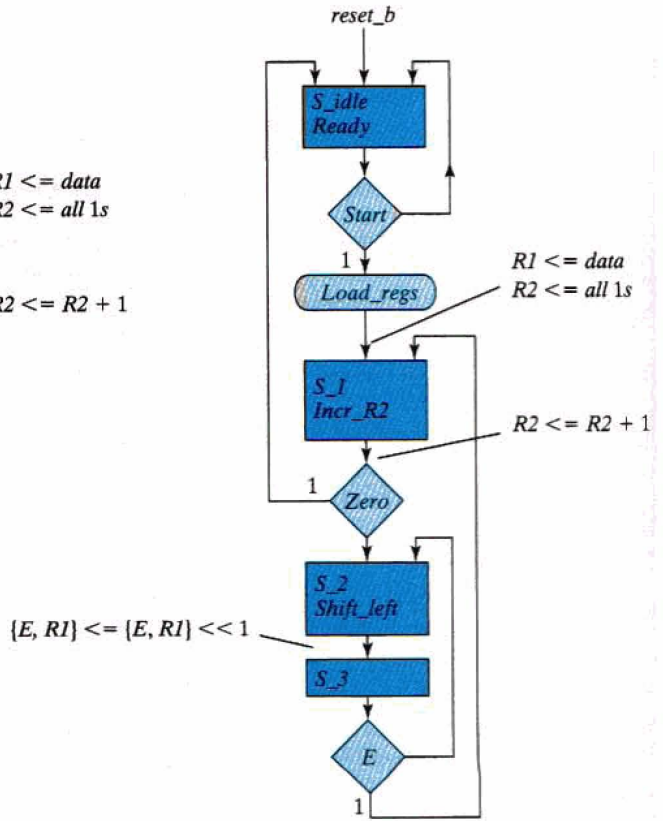 reset_b
S_idle
Ready
R1 <= data
R2 <= all 1s
Start
1
Load_regs
R1 <= data
R2 <= all 1s
R2 <= R2 + 1
S_1
Incr_R2
R2 <= R2 + 1
1
Zero
S_2
Shift_left
{E, R1} <= {E, R1} << 1
S_3
E
1